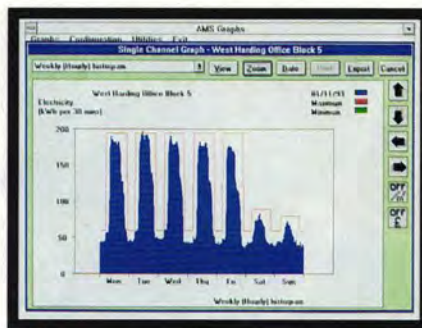 AMS Graphs
Graphs Configuration Utilities Exit
Single Channel Graph - West Harding Office Block 5
Weekly (Hourly) histogram View Zoom Date Print Export Cancel
West Harding Office Block 5
Electricity
(kWh per 30 mins)
Maximum
Minimum
200
150
100
50
0
Mon Tue Wed Thu Fri Sat Sun
Weekly (Hourly) histogram
OFF
OFF
£